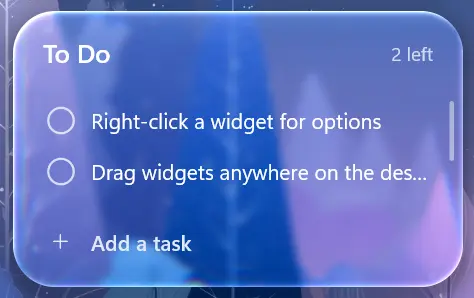 To Do
2 left
Right-click a widget for options
Drag widgets anywhere on the des...
+ Add a task